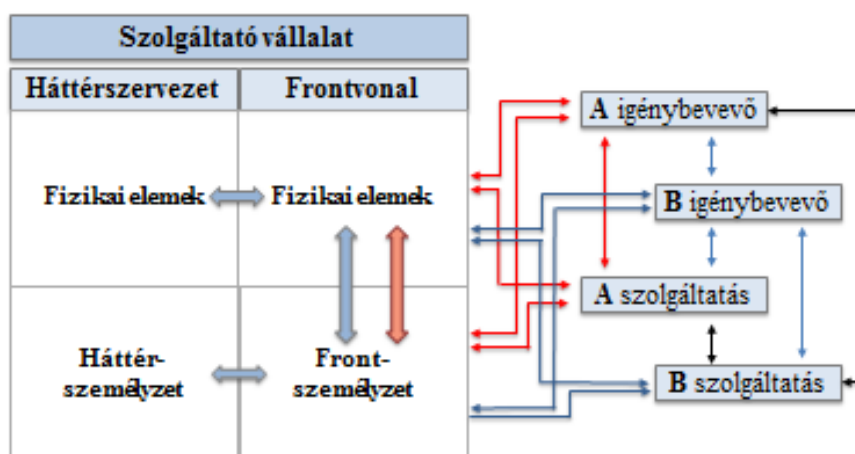 Szolgáltató vállalat
Háttérszervezet
Frontvonal
Fizikai elemek
Fizikai elemek
Háttér-
személyzet
Front-
személyzet
A igénybevevő
B igénybevevő
A szolgáltatás
B szolgáltatás